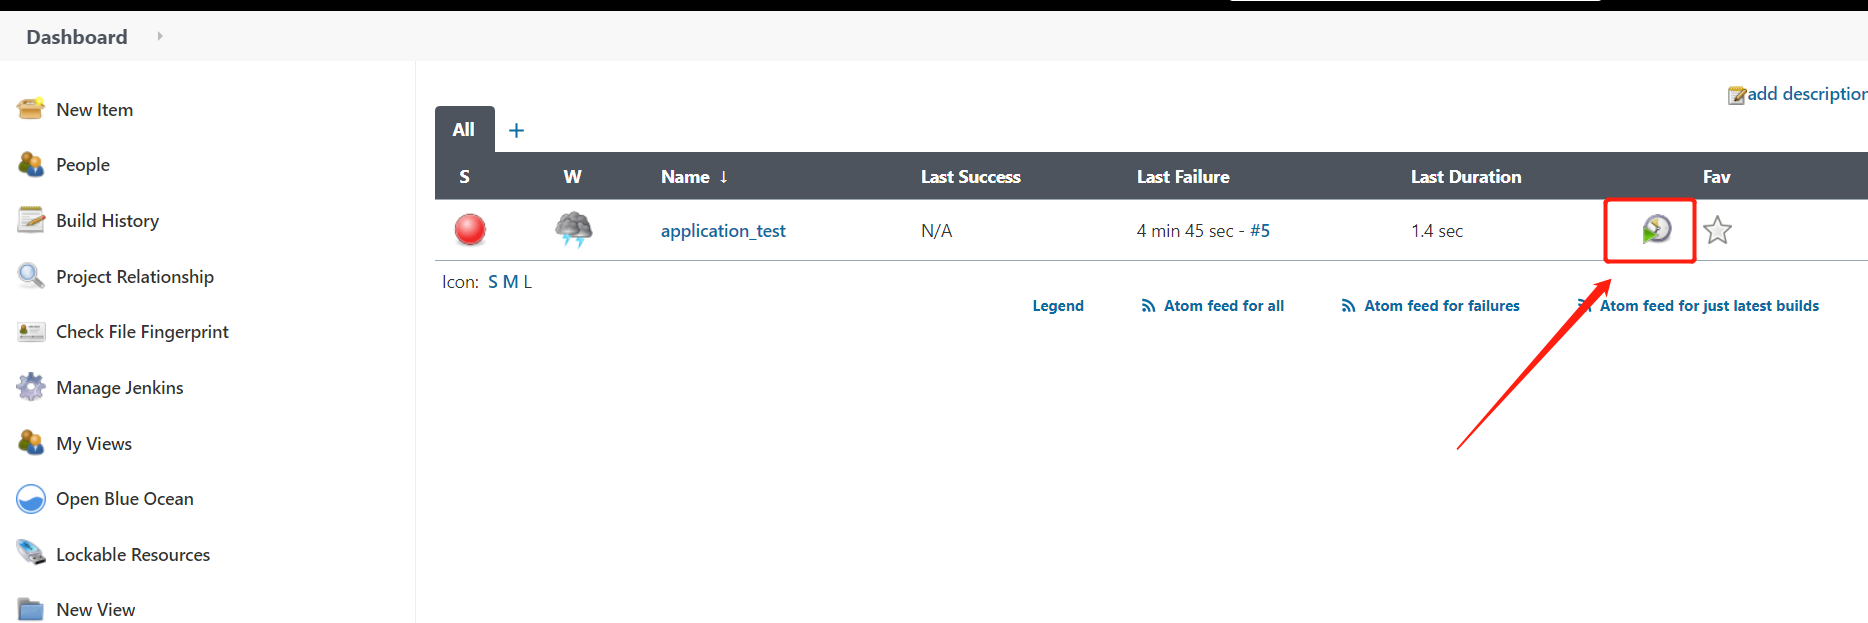 Dashboard
New Item
People
Build History
Project Relationship
Check File Fingerprint
Manage Jenkins
My Views
Open Blue Ocean
Lockable Resources
New View
add description
All +
S W Name ↓ Last Success Last Failure Last Duration Fav
application_test N/A 4 min 45 sec - #5 1.4 sec
Icon: S M L
Legend Atom feed for all Atom feed for failures Atom feed for just latest builds